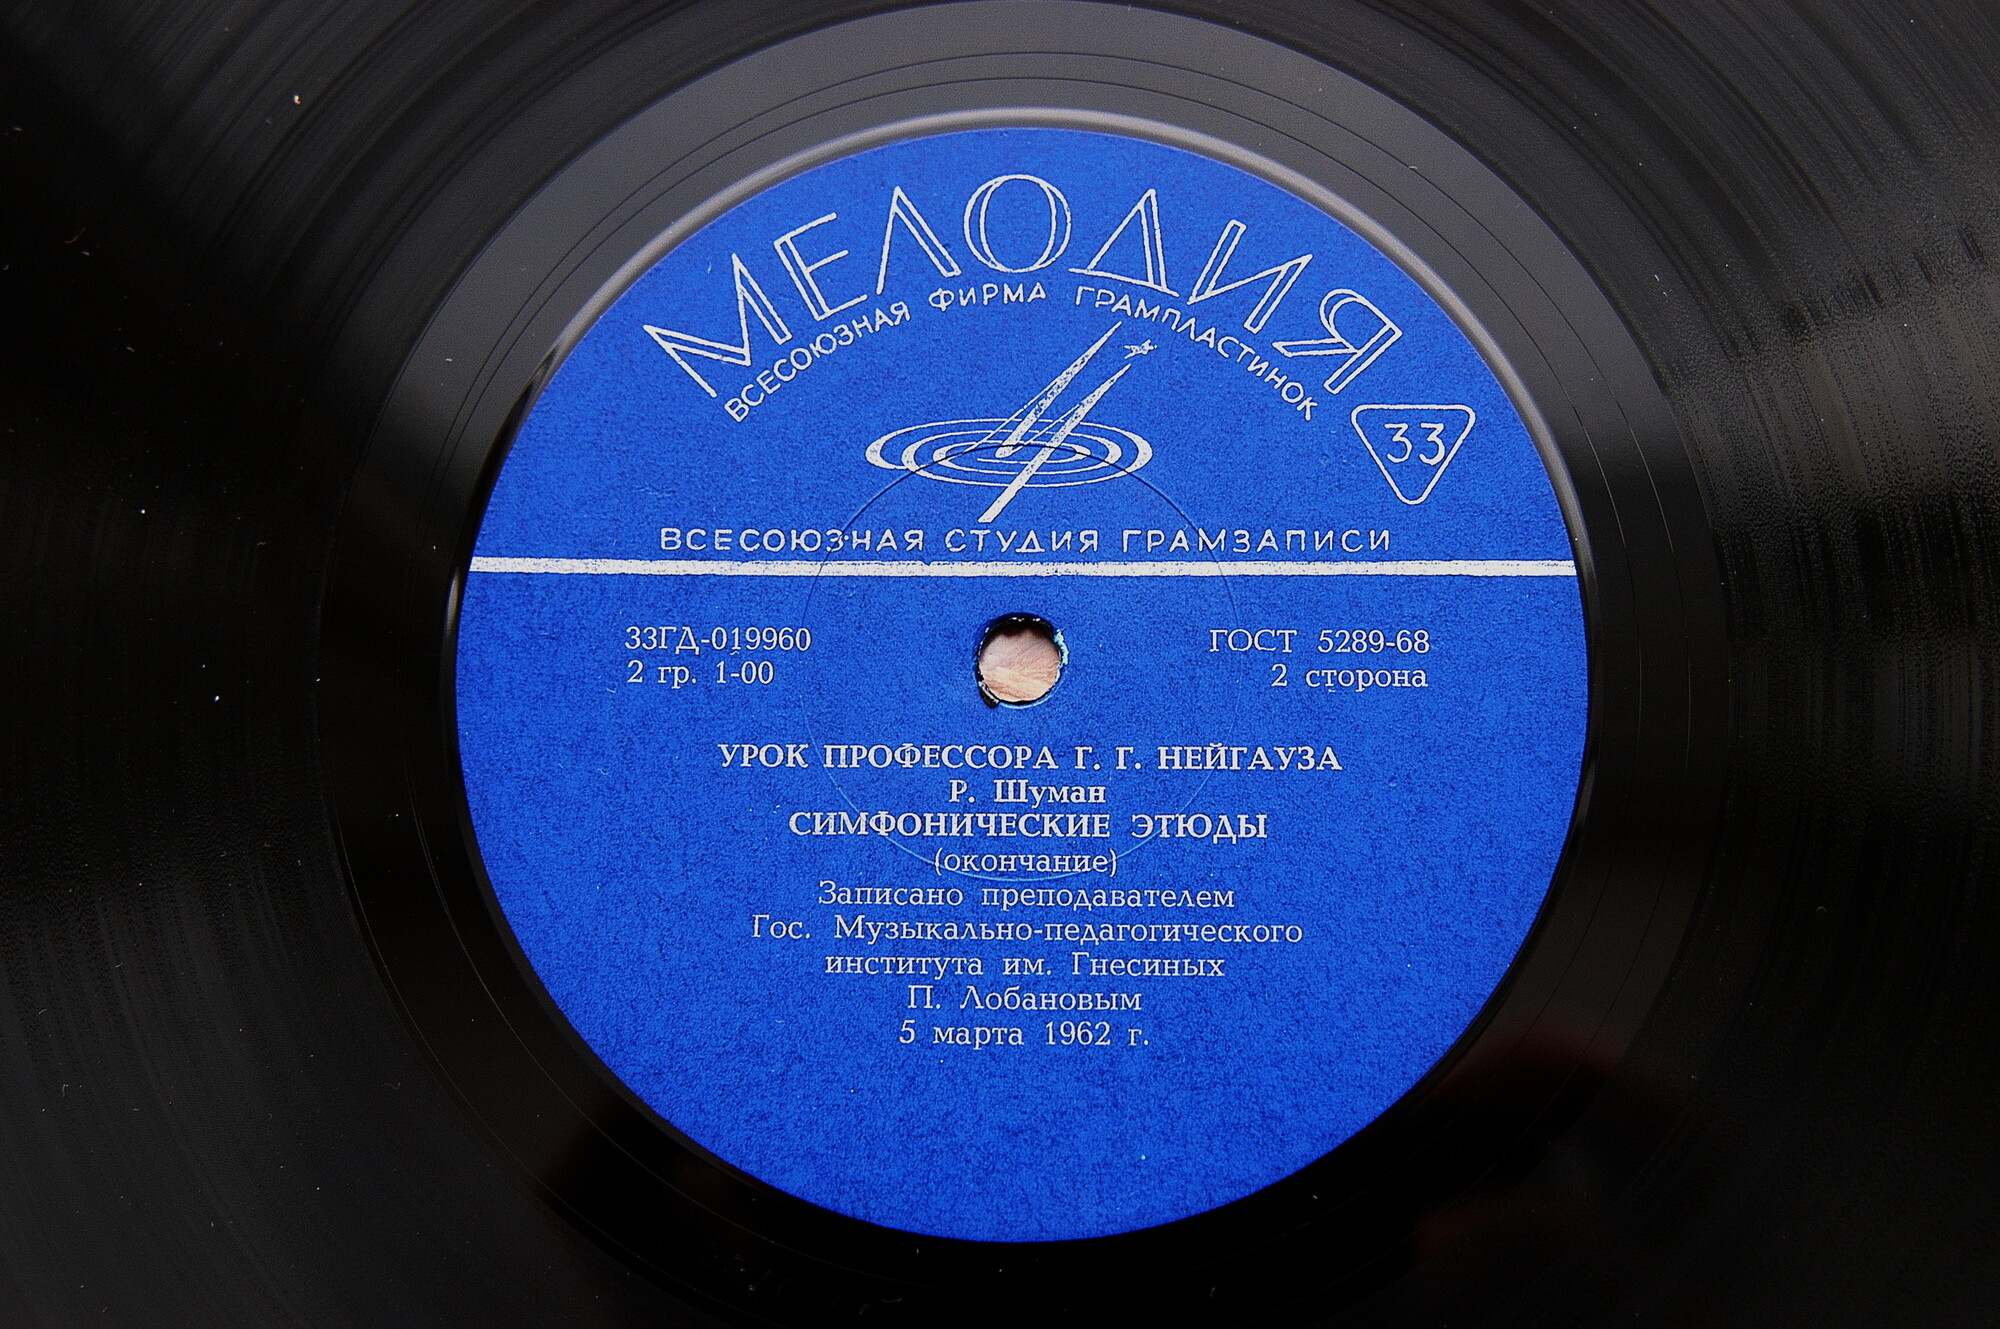 МЕЛОДИЯ
ВСЕСОЮЗНАЯ ФИРМА ГРАМПЛАСТИНОК
33
ВСЕСОЮЗНАЯ СТУДИЯ ГРАМЗАПИСИ
33ГД-019960
ГОСТ 5289-68
2 гр. 1-00
2 сторона
УРОК ПРОФЕССОРА Г. Г. НЕЙГАУЗА
Р. Шуман
СИМФОНИЧЕСКИЕ ЭТЮДЫ
(окончание)
Записано преподавателем
Гос. Музыкально-педагогического
института им. Гнесиных
П. Лобановым
5 марта 1962 г.